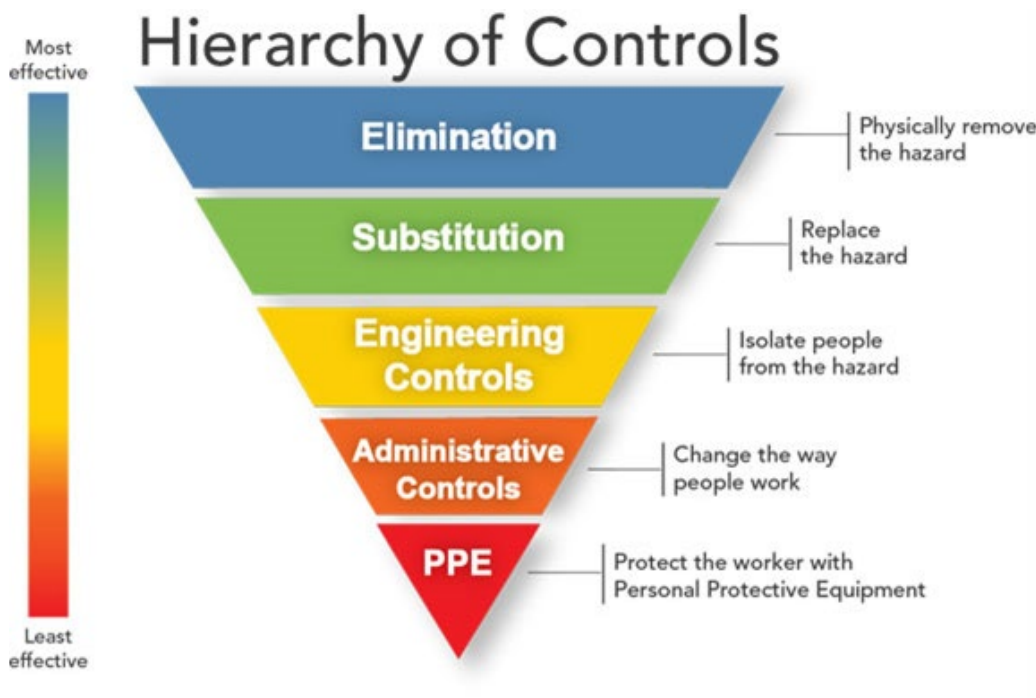 Hierarchy of Controls
Most
effective
Elimination
Physically remove
the hazard
Substitution
Replace
the hazard
Engineering
Controls
Isolate people
from the hazard
Administrative
Controls
Change the way
people work
PPE
Protect the worker with
Personal Protective Equipment
Least
effective